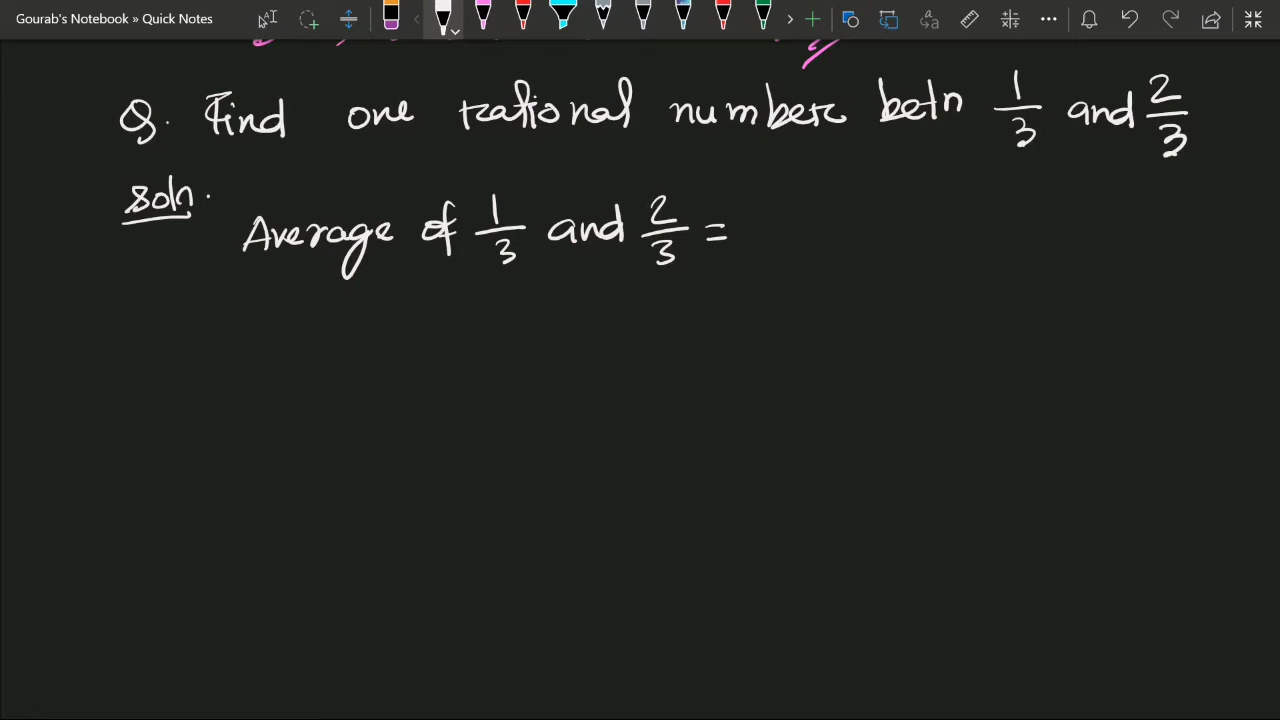 Gourab's Notebook » Quick Notes
Q. Find one rational number betn 1/3 and 2/3
Soln.
Average of 1/3 and 2/3 =